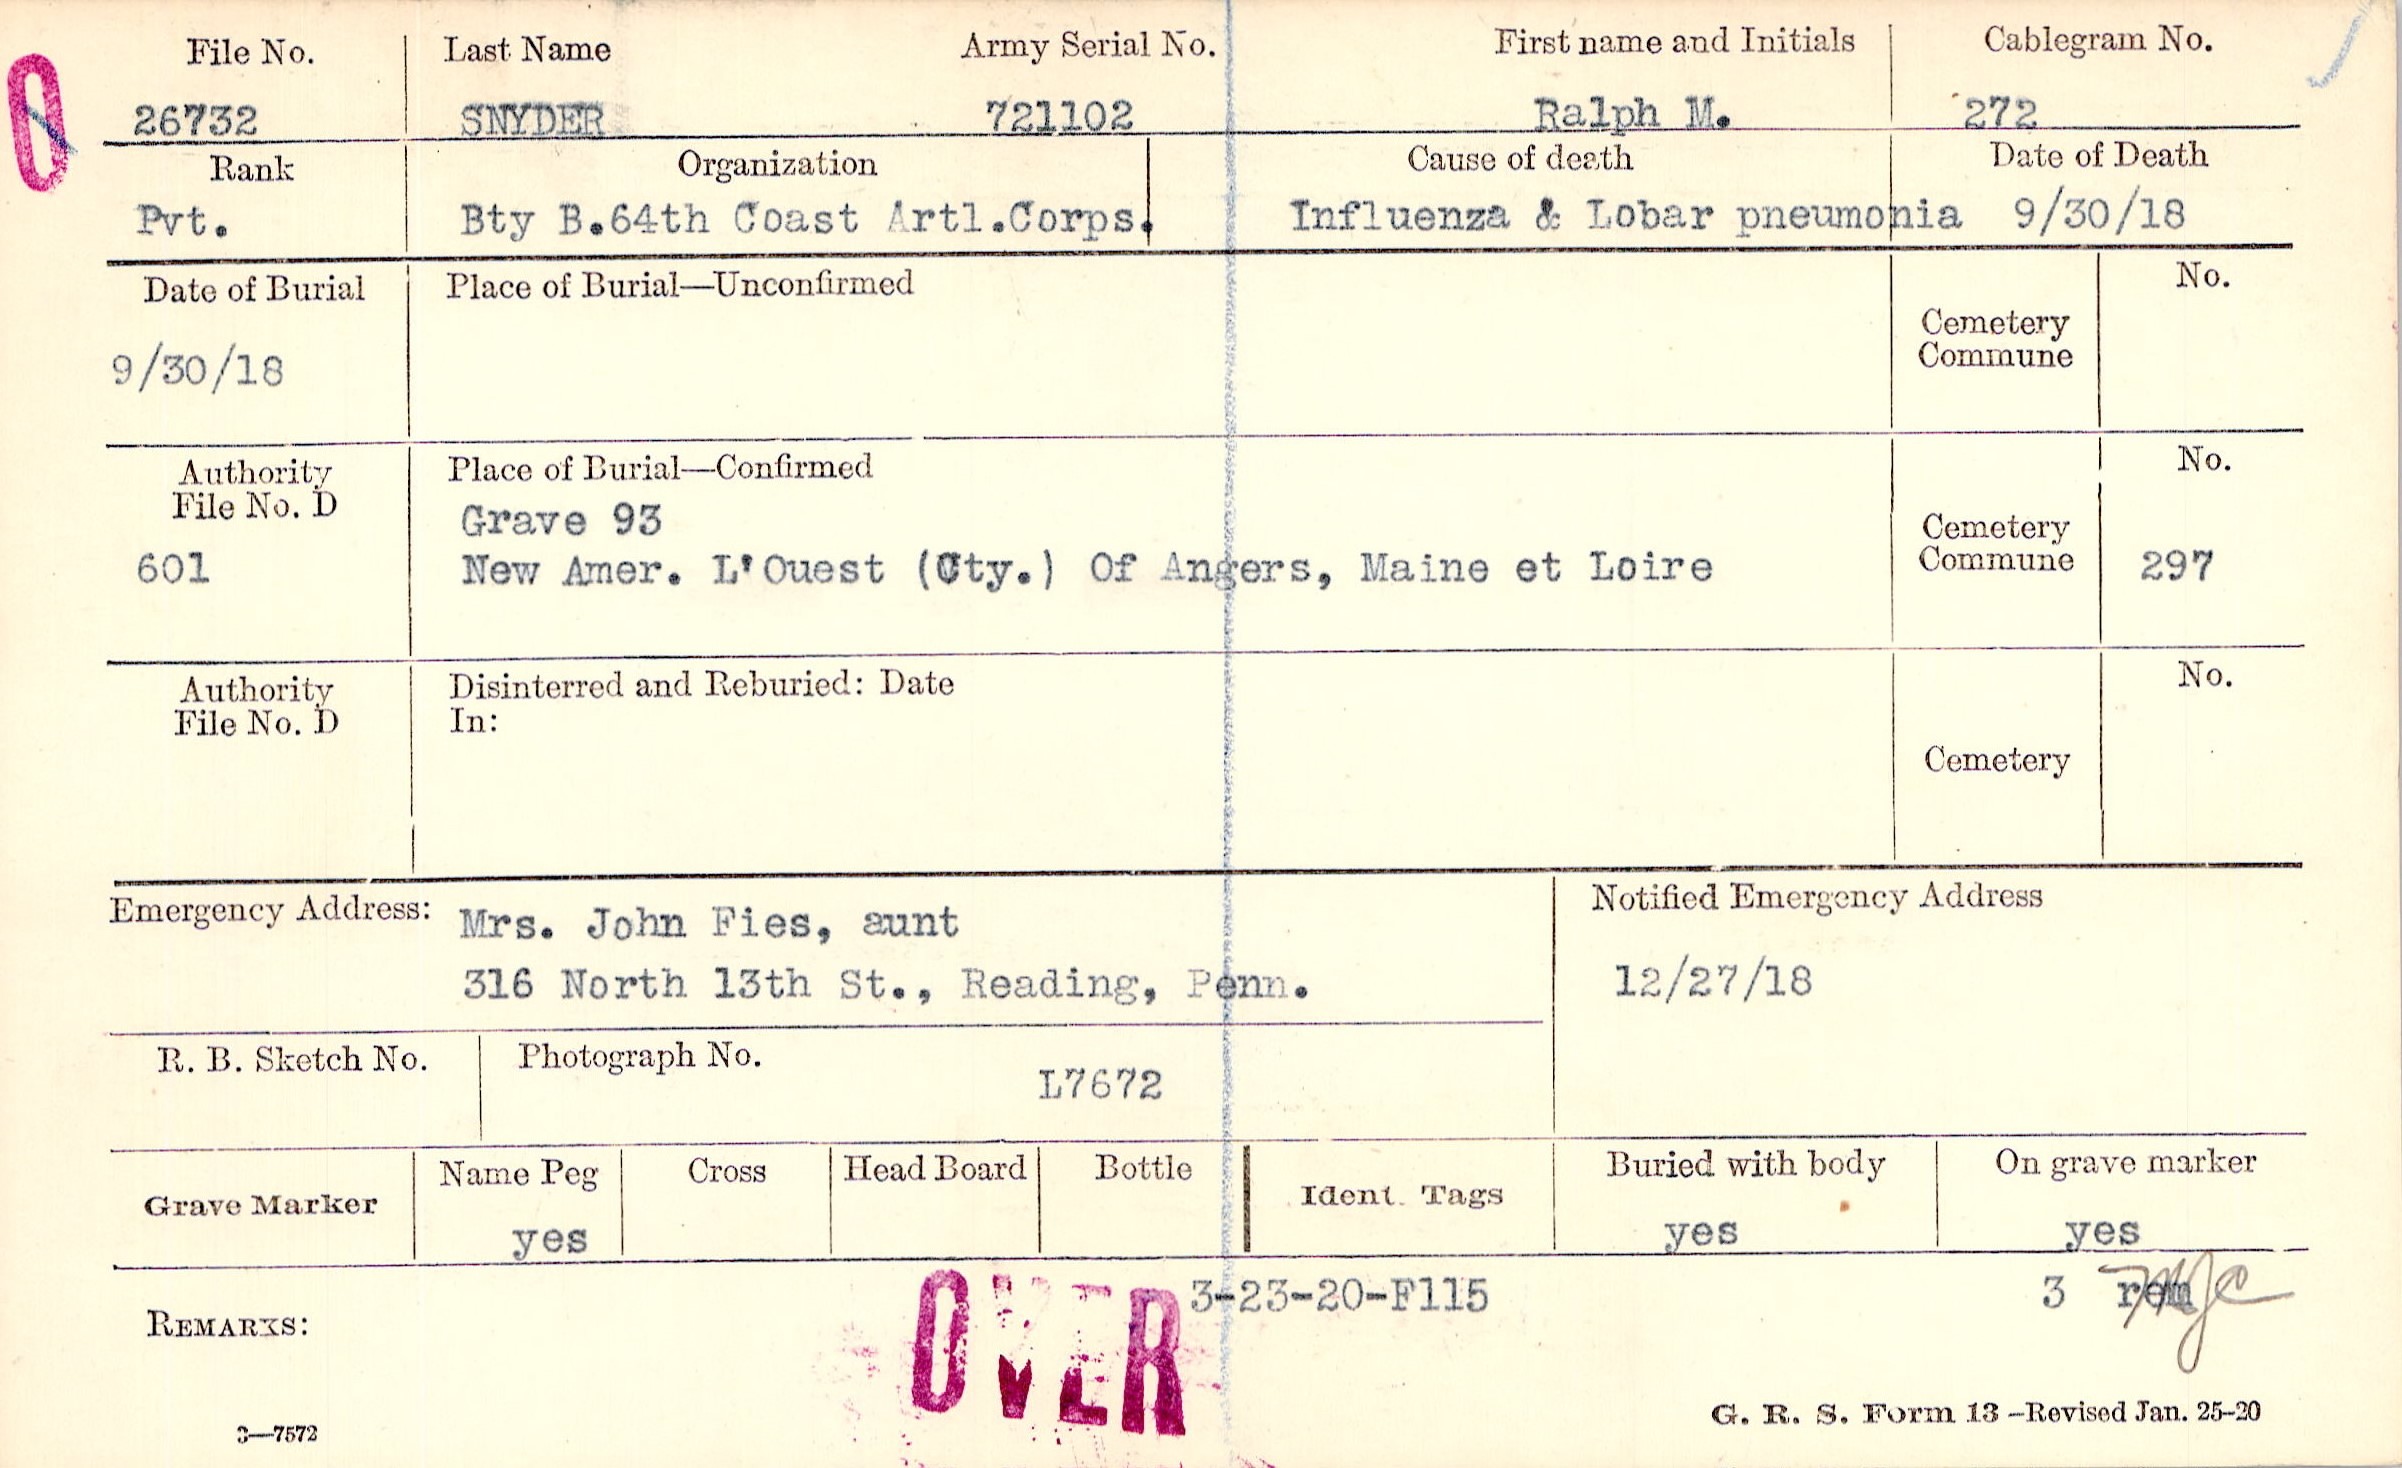 File No. Last Name Army Serial No. First name and Initials Cablegram No.
26732 SNYDER 721102 Ralph M. 272
Rank Organization Cause of death Date of Death
Pvt. Bty B.64th Coast Artl.Corps. Influenza & Lobar pneumonia 9/30/18
Date of Burial Place of Burial—Unconfirmed No.
Cemetery
Commune
9/30/18
Authority Place of Burial—Confirmed No.
File No. D
Grave 93
Cemetery
Commune
601 New Amer. L'Ouest (Cty.) Of Angers, Maine et Loire 297
Authority Disinterred and Reburied: Date No.
File No. D In:
Cemetery
Emergency Address: Mrs. John Fies, aunt Notified Emergency Address
316 North 13th St., Reading, Penn. 12/27/18
R. B. Sketch No. Photograph No.
L7672
Grave Marker Name Peg Cross Head Board Bottle Ident. Tags Buried with body On grave marker
yes yes yes
3-23-20-F115 3 rem
REMARKS:
OVER
3—7572 G. R. S. Form 13 –Revised Jan. 25–20